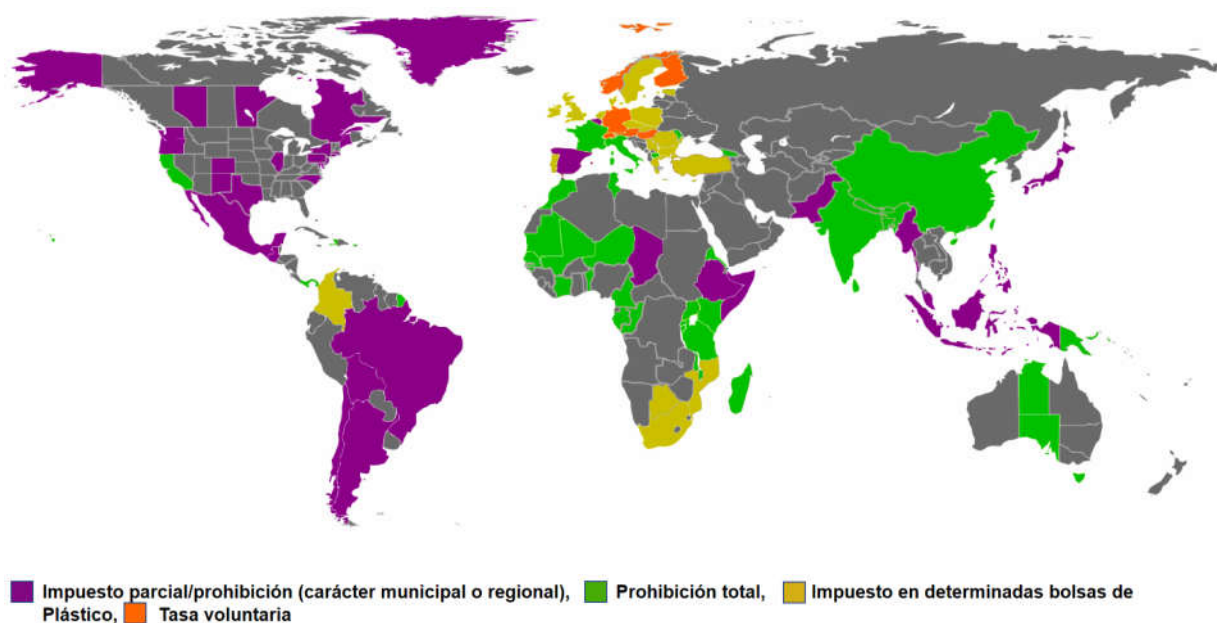 Impuesto parcial/prohibición (carácter municipal o regional), Prohibición total, Impuesto en determinadas bolsas de
Plástico, Tasa voluntaria